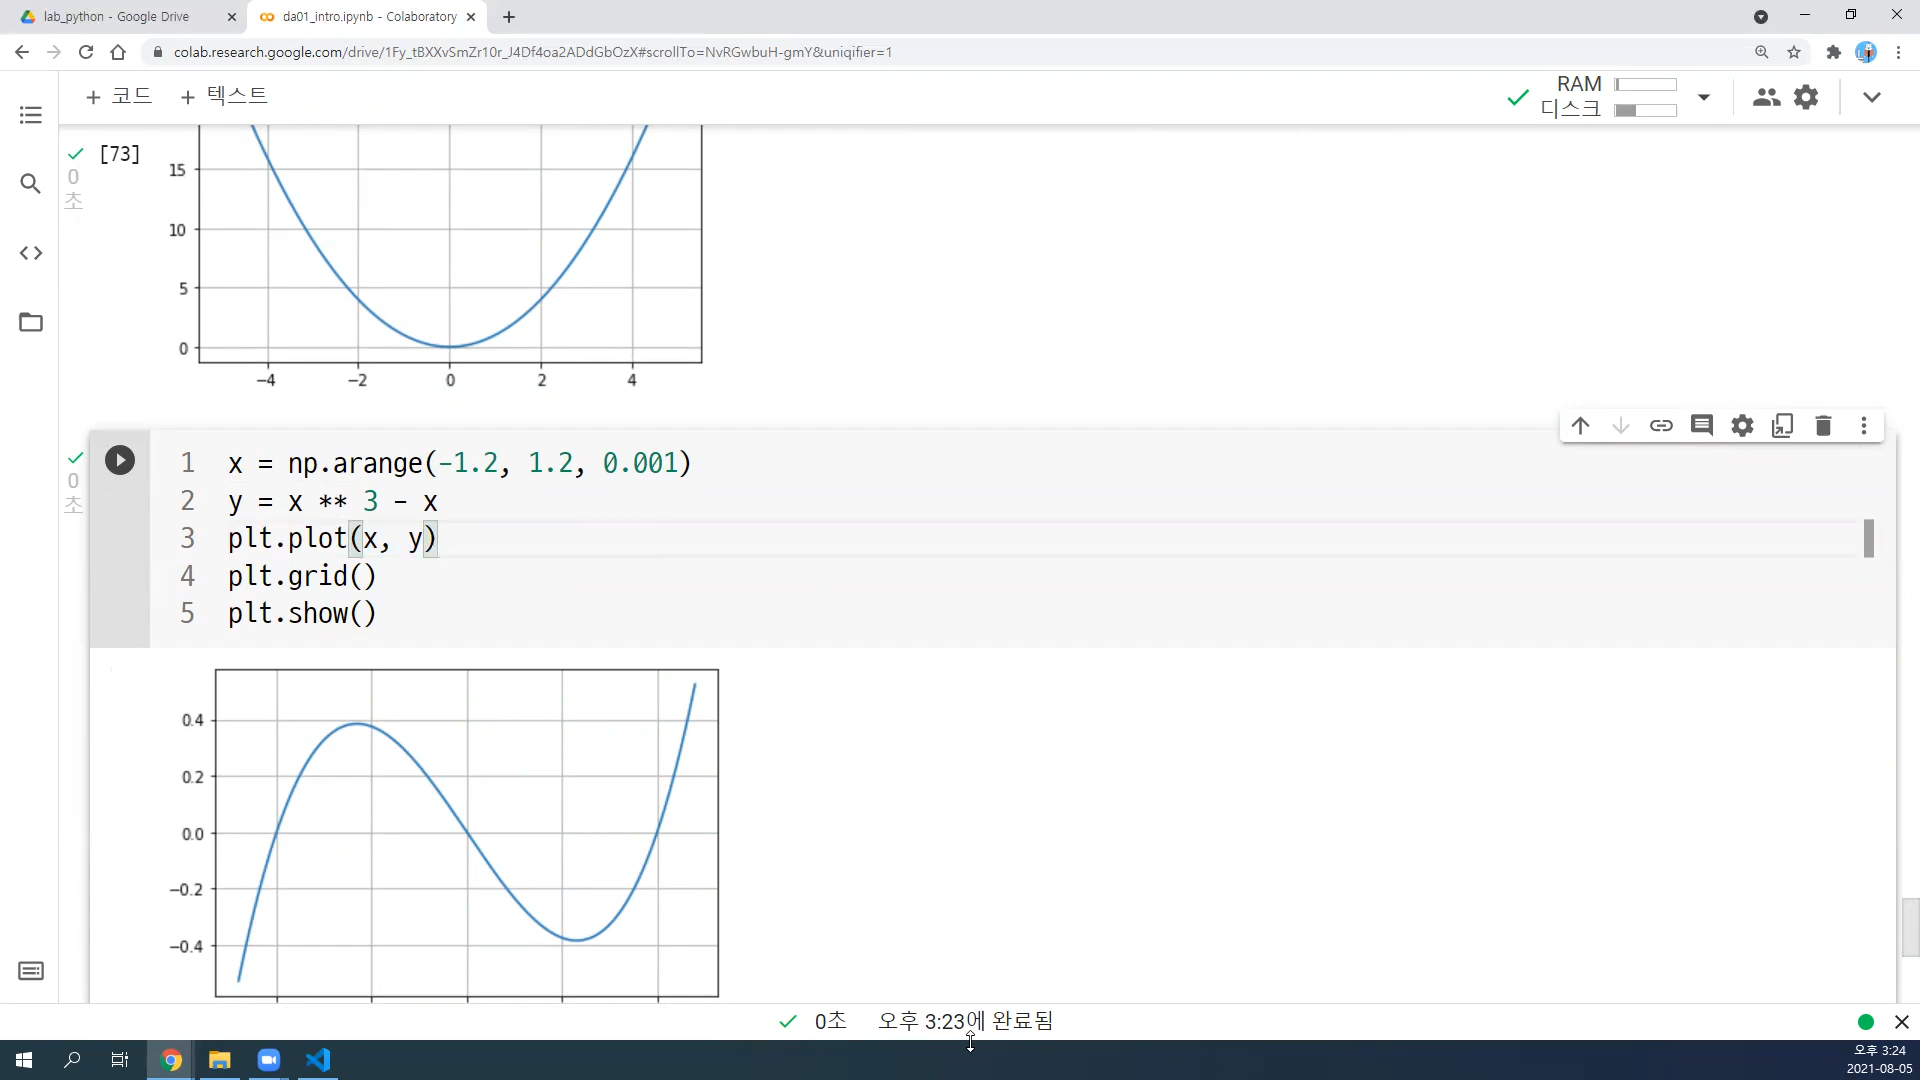 lab_python - Google Drive
da01_intro.ipynb - Colaboratory
colab.research.google.com/drive/1Fy_tBXXvSmZr10r_J4Df4oa2ADdGbOzX#scrollTo=NvRGwbuH-gmY&uniqifier=1
+ 코드 + 텍스트
RAM
디스크
[73]
0
초
15
10
5
0
−4 −2 0 2 4
0
초
1 x = np.arange(-1.2, 1.2, 0.001)
2 y = x ** 3 - x
3 plt.plot(x, y)
4 plt.grid()
5 plt.show()
0.4
0.2
0.0
−0.2
−0.4
0초 오후 3:23에 완료됨
오후 3:24
2021-08-05